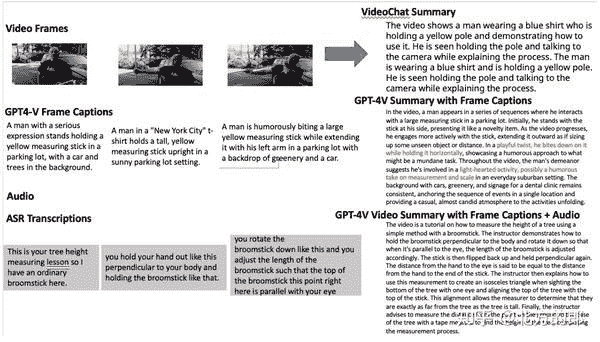 Video Frames
GPT4-V Frame Captions
A man with a serious
expression stands holding a
yellow measuring stick in a
parking lot, with a car and
trees in the background.
A man in a "New York City" t-
shirt holds a tall, yellow
measuring stick upright in a
sunny parking lot setting.
A man is humorously biting a large
yellow measuring stick while extending
it with his left arm in a parking lot with
a backdrop of greenery and a car.
Audio
ASR Transcriptions
This is your tree height
measuring lesson so I
have an ordinary
broomstick here.
you hold your hand out like this
perpendicular to your body and
holding the broomstick like that.
you rotate the
broomstick down like this and you
adjust the length of the
broomstick such that the top of
the broomstick this point right
here is parallel with your eye
VideoChat Summary
The video shows a man wearing a blue shirt who is
holding a yellow pole and demonstrating how to
use it. He is seen holding the pole and talking to
the camera while explaining the process. The man
is wearing a blue shirt and is holding a yellow pole.
He is seen holding the pole and talking to the
camera while explaining the process.
GPT-4V Summary with Frame Captions
In the video, a man appears in a series of sequences where he interacts
with a large measuring stick in a parking lot. Initially, he stands with the
stick at his side, presenting it like a novelty item. As the video progresses,
he engages more actively with the stick, extending it outward as if sizing
up some unseen object or distance. In a playful twist, he bites down on it
while holding it horizontally, showcasing a humorous approach to what
might be a mundane task. Throughout the video, the man's demeanor
suggests he's involved in a light-hearted activity, possibly a humorous
take on measurement and scale in an everyday suburban setting. The
background with cars, greenery, and signage for a dental clinic remains
consistent, anchoring the sequence of events in a single location and
providing a casual, almost candid atmosphere to the activities unfolding.
GPT-4V Video Summary with Frame Captions + Audio
The video is a tutorial on how to measure the height of a tree using a
simple method with a broomstick. The instructor demonstrates how to
hold the broomstick perpendicular to the body and rotate it down so that
when it's parallel to the eye, the length of the broomstick is adjusted
accordingly. The stick is then flipped back up and held perpendicular again.
The distance from the hand to the eye is said to be equal to the distance
from the hand to the end of the stick. The instructor then explains how to
use this measurement to create an isosceles triangle when sighting the
bottom of the tree with one eye and aligning the top of the tree with the
top of the stick. This alignment allows the measurer to determine that they
are exactly as far from the tree as the tree is tall. Finally, the instructor
advises to measure the
of the tree with a tape
the measurement process.